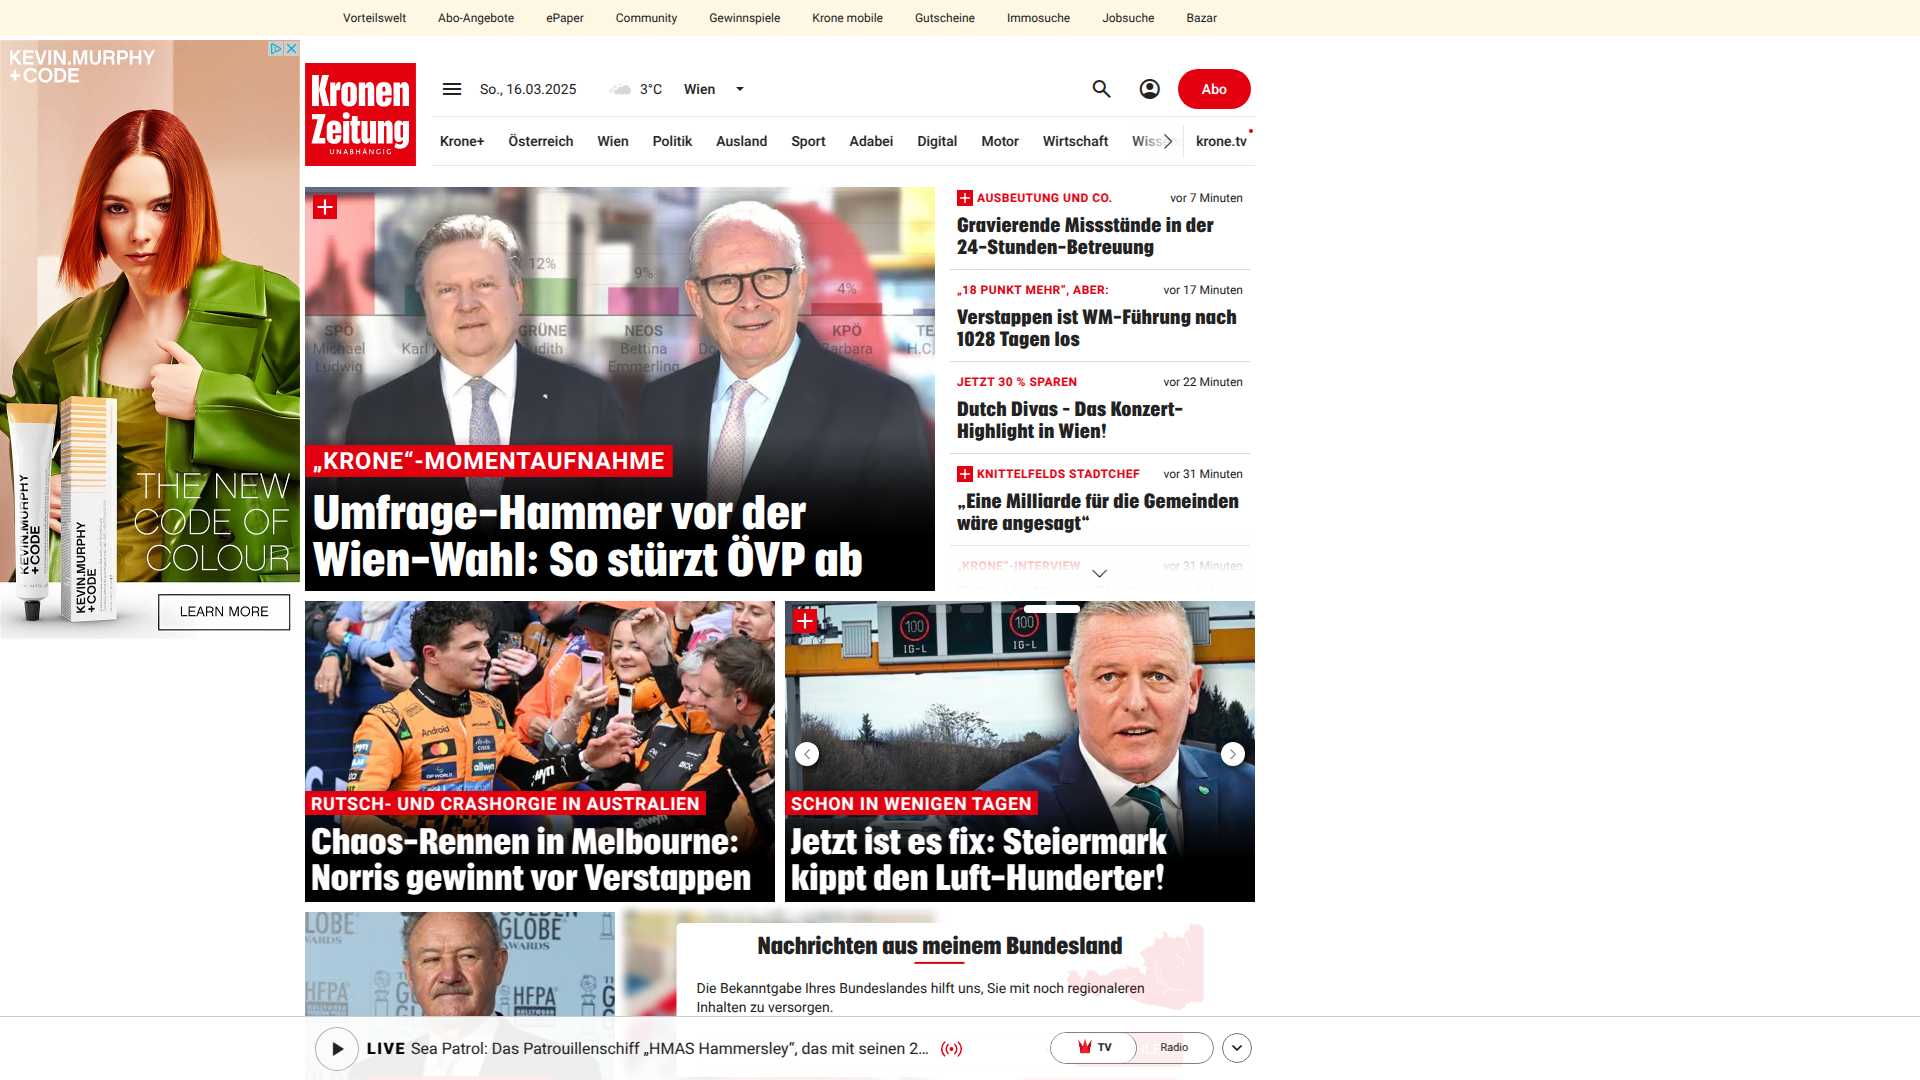 Vorteilswelt Abo-Angebote ePaper Community Gewinnspiele Krone mobile Gutscheine Immosuche Jobsuche Bazar
KEVIN.MURPHY
+CODE
THE NEW
CODE OF
COLOUR
KEVIN.MURPHY
+CODE
KEVIN.MURPHY
+CODE
LEARN MORE
Kronen
Zeitung
UNABHÄNGIG
So., 16.03.2025 3°C Wien
Abo
Krone+ Österreich Wien Politik Ausland Sport Adabei Digital Motor Wirtschaft krone.tv
12%
9%
4%
SPÖ GRÜNE NEOS KPÖ
Michael Karl Judith Bettina Barbara H.C.
Ludwig Emmerling
„KRONE“-MOMENTAUFNAHME
Umfrage-Hammer vor der
Wien-Wahl: So stürzt ÖVP ab
AUSBEUTUNG UND CO. vor 7 Minuten
Gravierende Missstände in der
24-Stunden-Betreuung
„18 PUNKT MEHR“, ABER: vor 17 Minuten
Verstappen ist WM-Führung nach
1028 Tagen los
JETZT 30 % SPAREN vor 22 Minuten
Dutch Divas - Das Konzert-
Highlight in Wien!
KNITTELFELDS STADTCHEF vor 31 Minuten
„Eine Milliarde für die Gemeinden
wäre angesagt“
„KRONE“-INTERVIEW vor 31 Minuten
Android
RUTSCH- UND CRASHORGIE IN AUSTRALIEN
Chaos-Rennen in Melbourne:
Norris gewinnt vor Verstappen
100 100
IG-L IG-L
SCHON IN WENIGEN TAGEN
Jetzt ist es fix: Steiermark
kippt den Luft-Hunderter!
GOLDEN
GLOBE
AWARDS
HFPA
Nachrichten aus meinem Bundesland
Die Bekanntgabe Ihres Bundeslandes hilft uns, Sie mit noch regionaleren
Inhalten zu versorgen.
LIVE Sea Patrol: Das Patrouillenschiff „HMAS Hammersley“, das mit seinen 2...
TV Radio